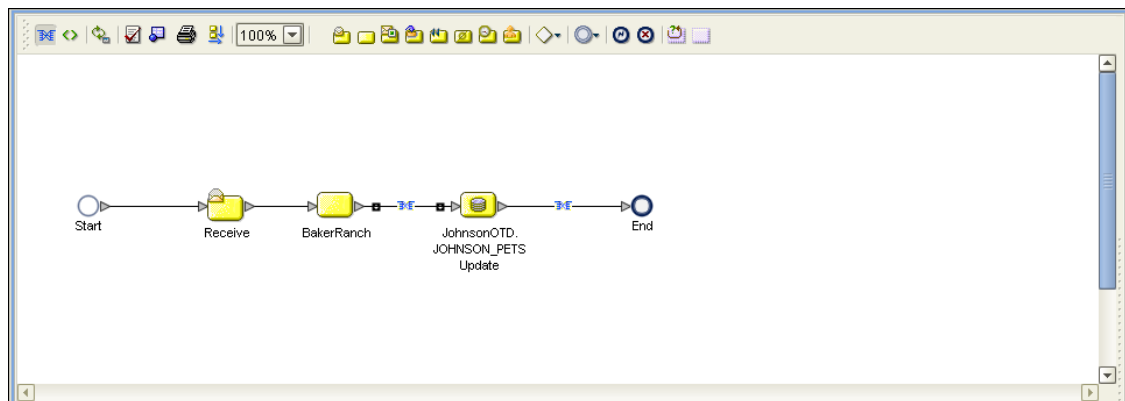 100%
Start
Receive
BakerRanch
JohnsonOTD.
JOHNSON_PETS
Update
End